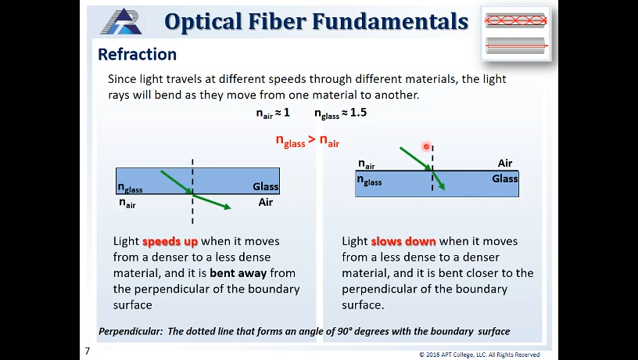 Optical Fiber Fundamentals
Refraction
Since light travels at different speeds through different materials, the light
rays will bend as they move from one material to another.
nair ≈ 1 nglass ≈ 1.5
nglass > nair
nglass Glass
nair Air
nair Air
nglass Glass
Light speeds up when it moves
from a denser to a less dense
material, and it is bent away from
the perpendicular of the boundary
surface
Light slows down when it moves
from a less dense to a denser
material, and it is bent closer to the
perpendicular of the boundary
surface.
Perpendicular: The dotted line that forms an angle of 90° degrees with the boundary surface
7
© 2016 APT College, LLC. All Rights Reserved